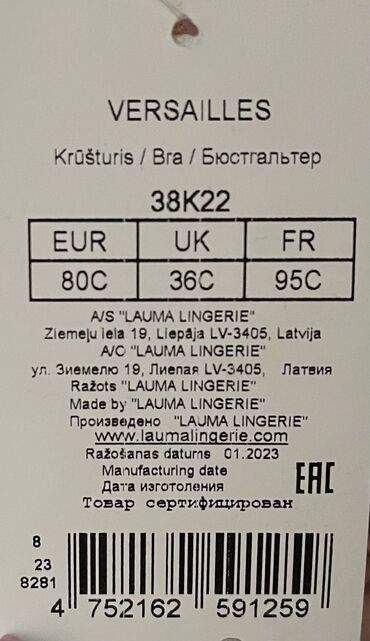 VERSAILLES
Krūšturis / Bra / Бюстгальтер
38K22
EUR UK FR
80C 36C 95C
A/S "LAUMA LINGERIE"
Ziemeļu iela 19, Liepāja LV-3405, Latvija
A/O "LAUMA LINGERIE"
ул. Зиемелю 19, Лиепая LV-3405, Латвия
Ražots "LAUMA LINGERIE"
Made by "LAUMA LINGERIE"
Произведено "LAUMA LINGERIE"
www.laumalingerie.com
Ražošanas datums 01.2023
Manufacturing date
Дата изготоления
Товар сертифицирован
EAC
8
23
8281
4 752162 591259